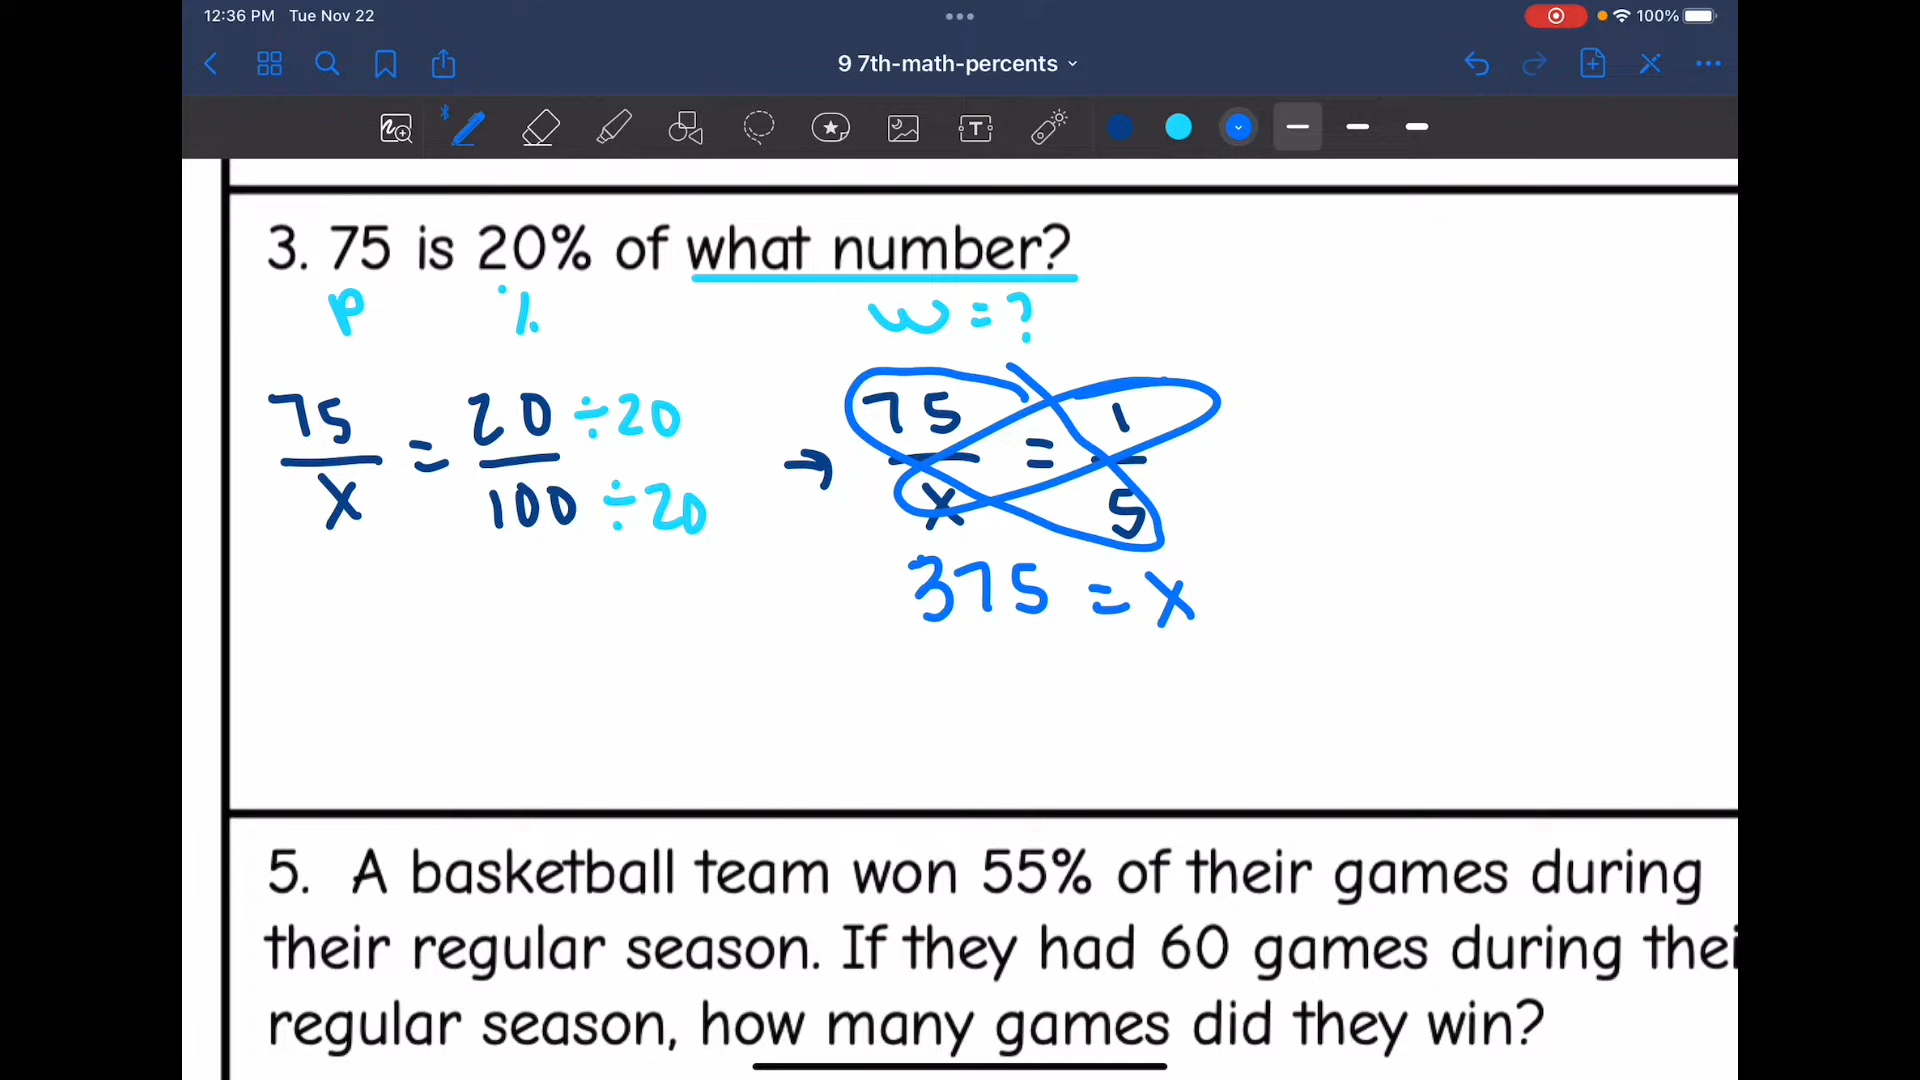 12:36 PM Tue Nov 22
100%
9 7th-math-percents
3. 75 is 20% of what number?
P % W = ?
75/x = 20/100 ÷20 ÷20 → 75/x = 1/5
375 = x
5. A basketball team won 55% of their games during
their regular season. If they had 60 games during thei
regular season, how many games did they win?